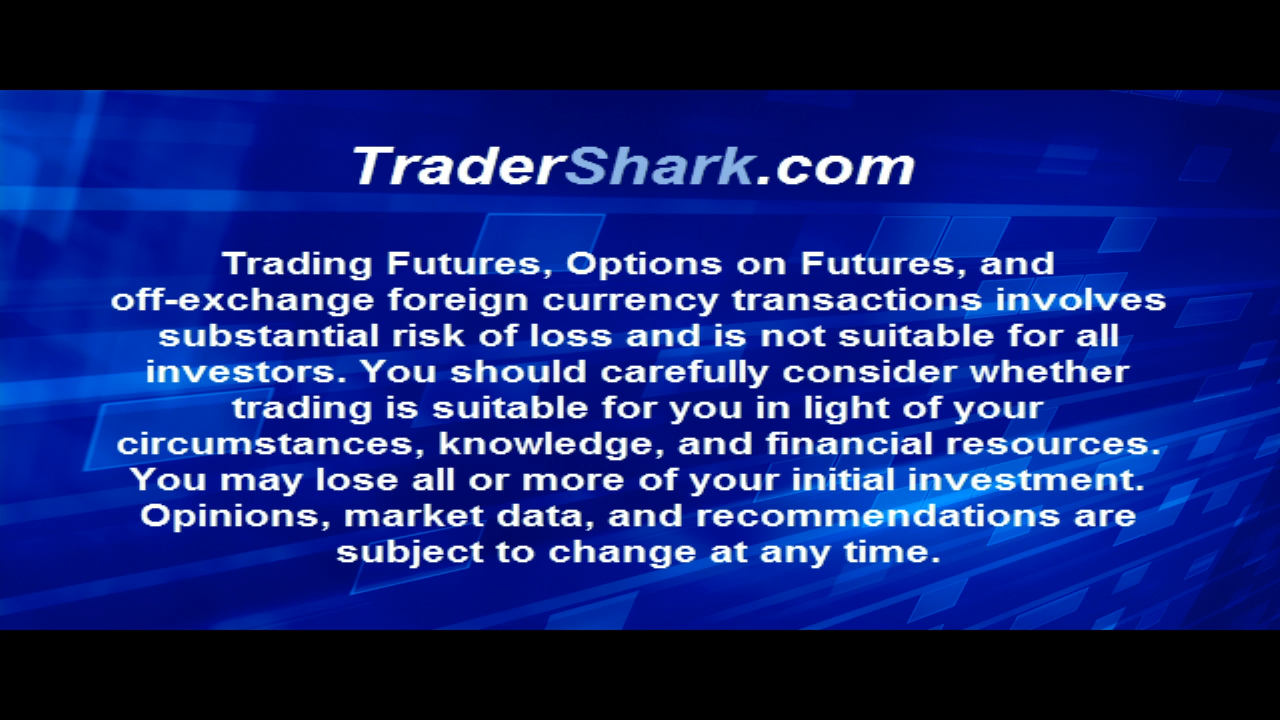 TraderShark.com
Trading Futures, Options on Futures, and
off-exchange foreign currency transactions involves
substantial risk of loss and is not suitable for all
investors. You should carefully consider whether
trading is suitable for you in light of your
circumstances, knowledge, and financial resources.
You may lose all or more of your initial investment.
Opinions, market data, and recommendations are
subject to change at any time.